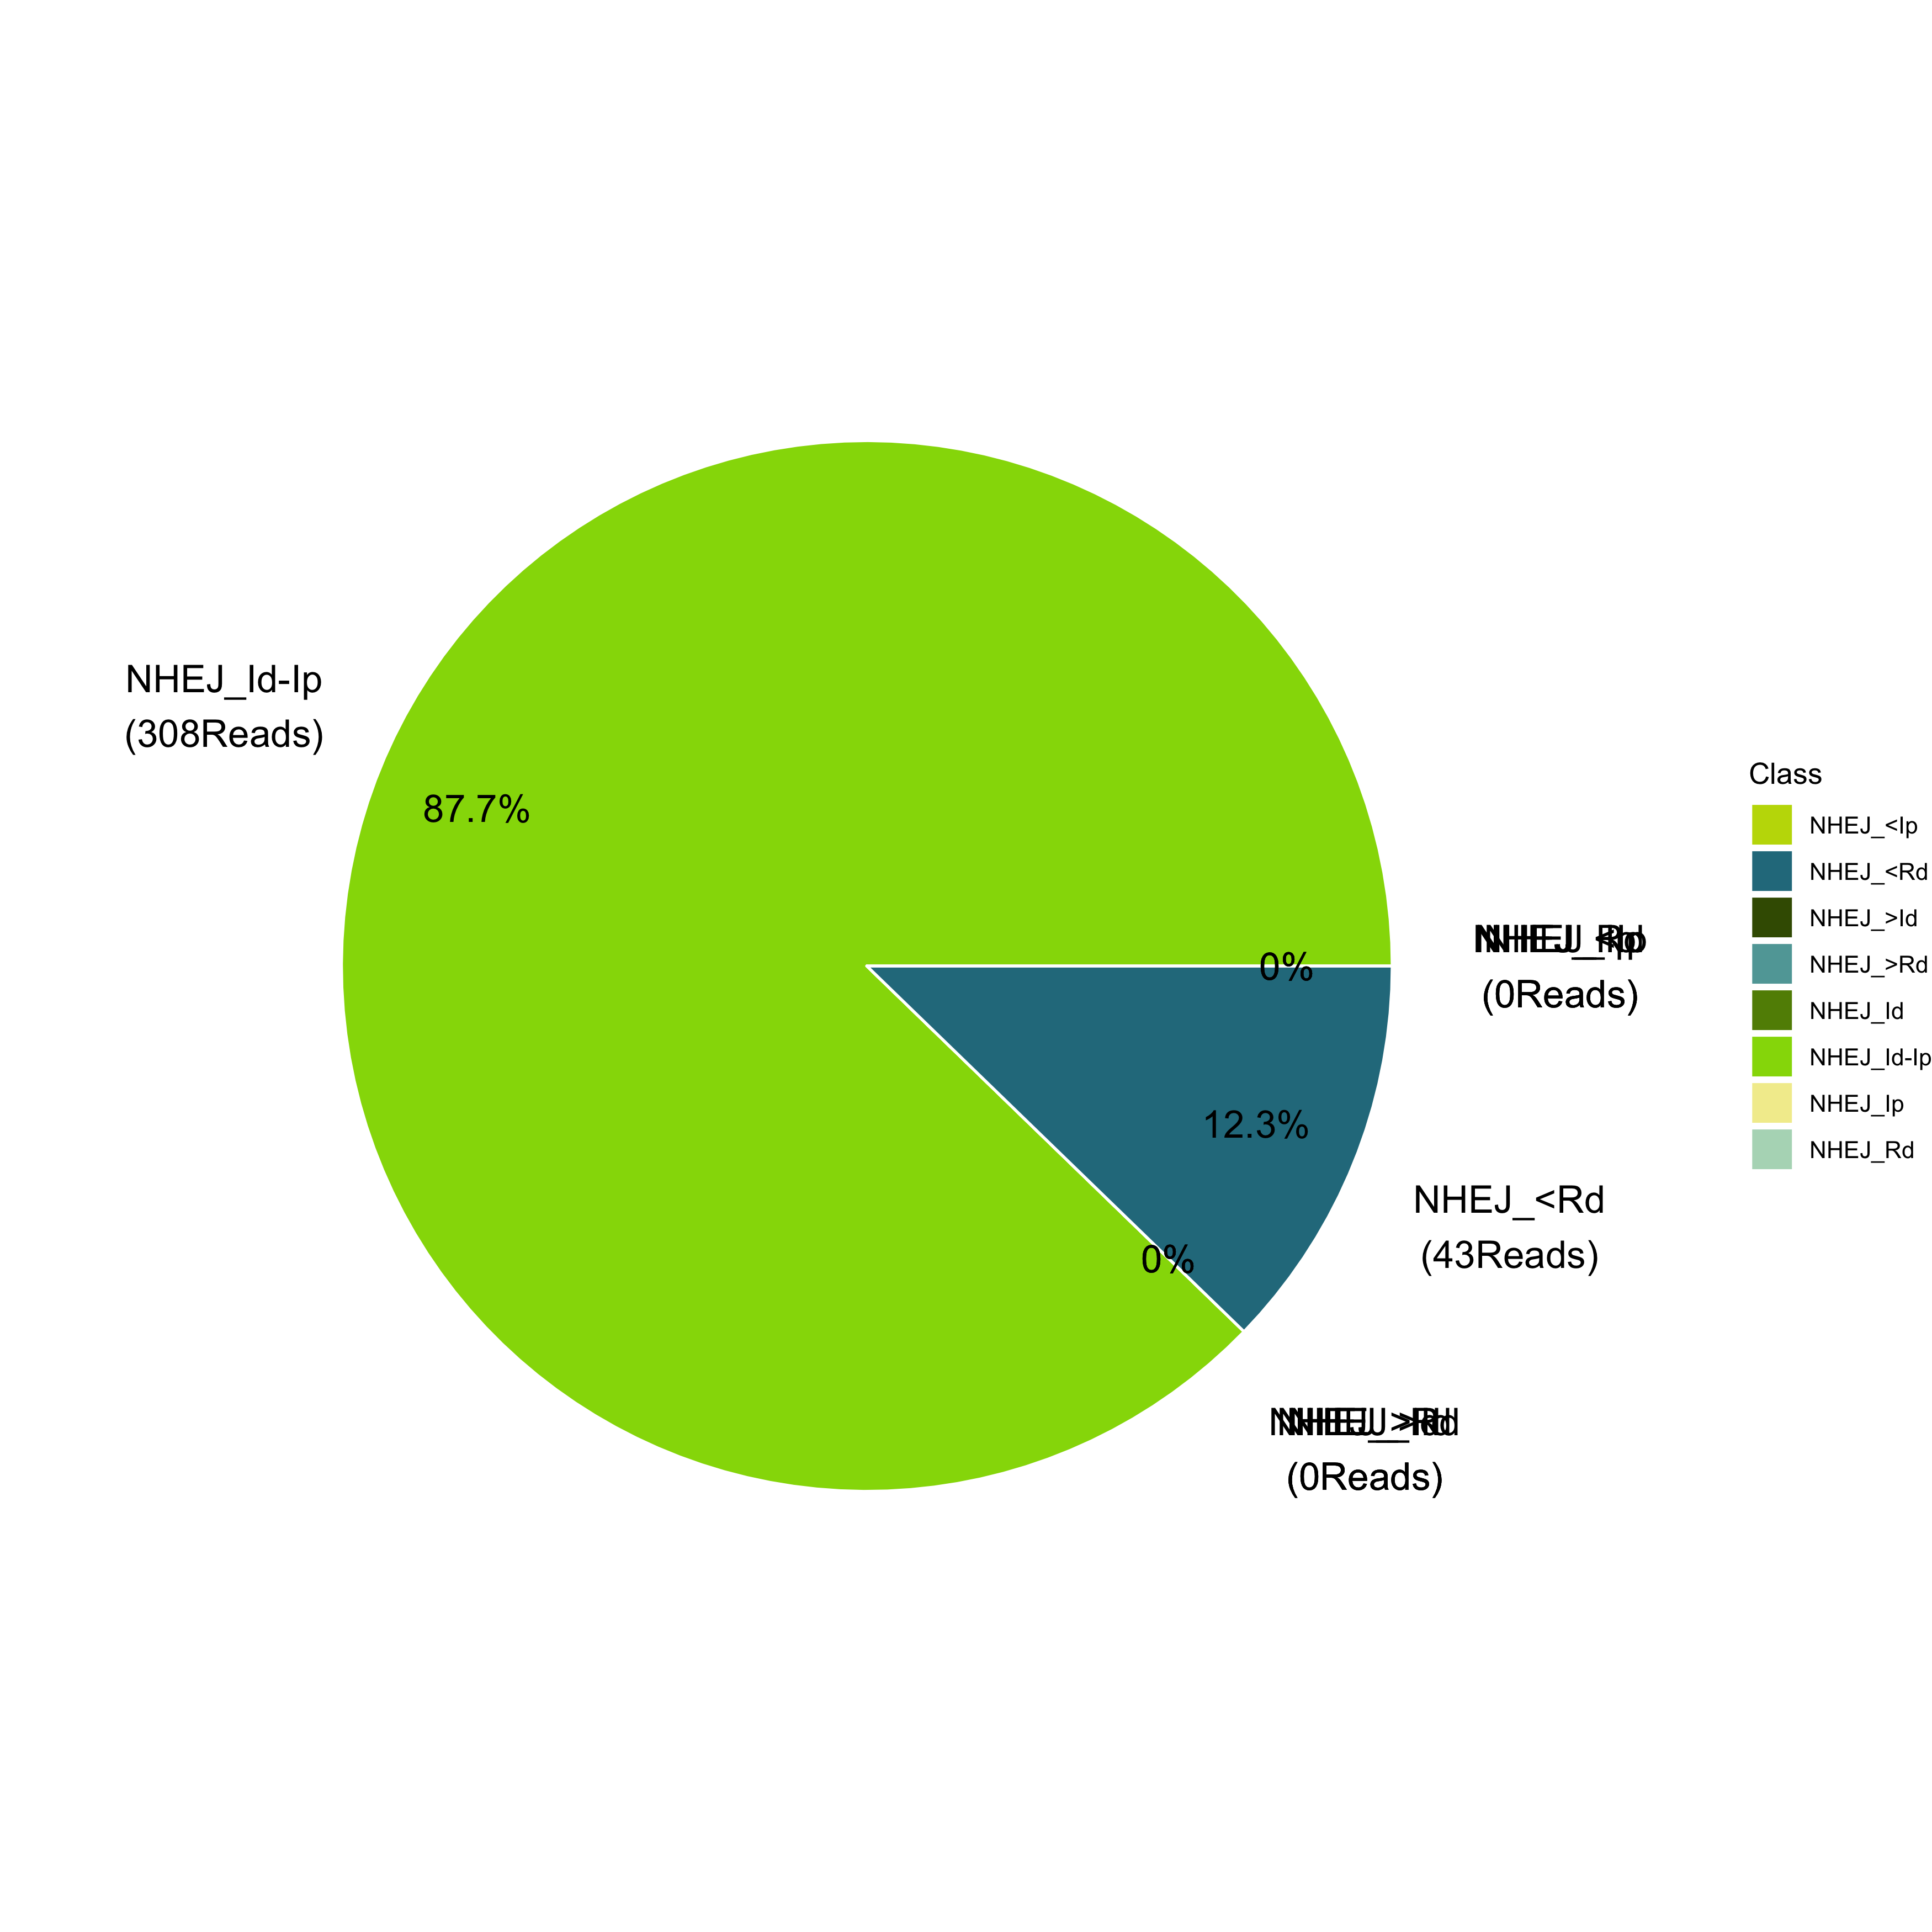 NHEJ_Id-Ip
(308Reads)
87.7%
0%
(0Reads)
12.3%
NHEJ_<Rd
(43Reads)
0%
(0Reads)
Class
NHEJ_<Ip
NHEJ_<Rd
NHEJ_>Id
NHEJ_>Rd
NHEJ_Id
NHEJ_Id-Ip
NHEJ_Ip
NHEJ_Rd